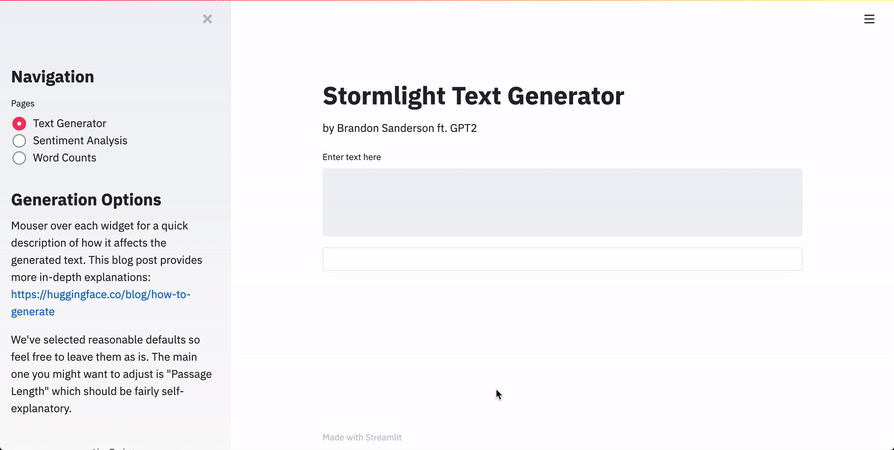 Navigation
Pages
Text Generator
Sentiment Analysis
Word Counts
Generation Options
Mouser over each widget for a quick
description of how it affects the
generated text. This blog post provides
more in-depth explanations:
https://huggingface.co/blog/how-to-
generate
We've selected reasonable defaults so
feel free to leave them as is. The main
one you might want to adjust is "Passage
Length" which should be fairly self-
explanatory.
Stormlight Text Generator
by Brandon Sanderson ft. GPT2
Enter text here
Made with Streamlit